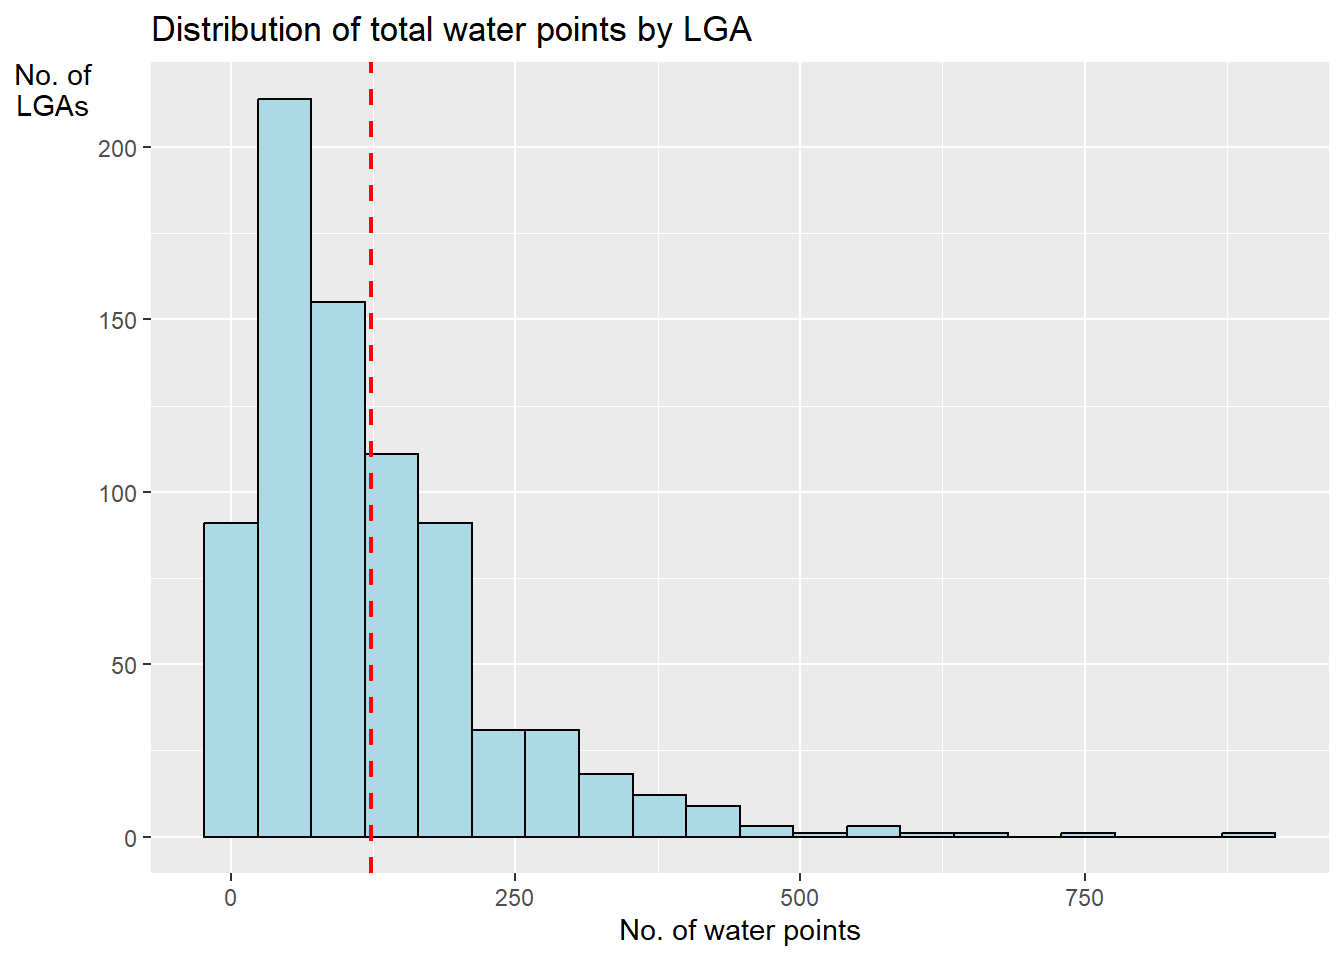 Distribution of total water points by LGA
No. of
LGAs
200
150
100
50
0
0 250 500 750
No. of water points